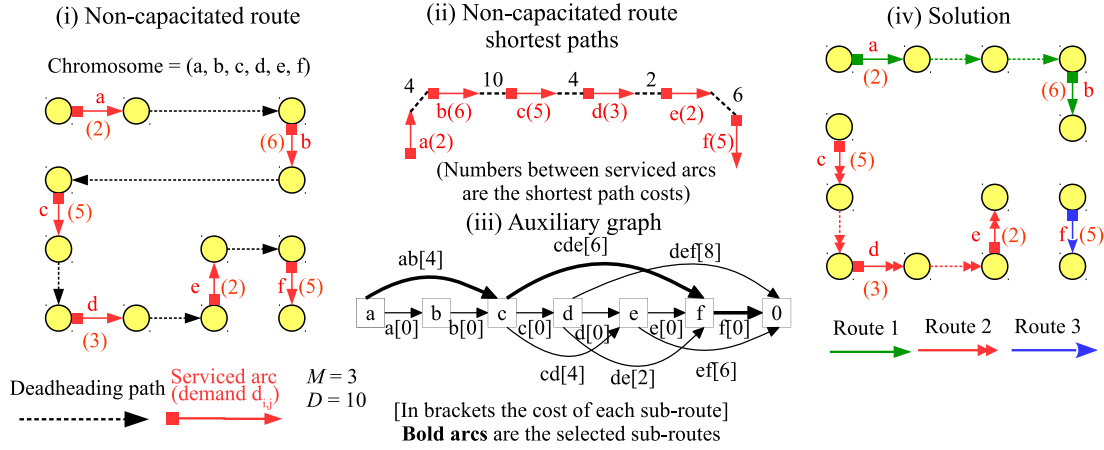 (i) Non-capacitated route
Chromosome = (a, b, c, d, e, f)
a
(2)
(6) b
c (5)
d
(3)
e (2)
f (5)
Deadheading path
Serviced arc
(demand d i,j)
M = 3
D = 10
(ii) Non-capacitated route
shortest paths
4 10 4 2 6
b(6) c(5) d(3) e(2)
a(2) f(5)
(Numbers between serviced arcs
are the shortest path costs)
(iii) Auxiliary graph
cde[6]
ab[4] def[8]
a b c d e f 0
a[0] b[0] c[0] d[0] e[0] f[0]
cd[4] de[2] ef[6]
[In brackets the cost of each sub-route]
Bold arcs are the selected sub-routes
(iv) Solution
a
(2)
(6) b
c (5)
d
(3)
e (2)
f (5)
Route 1 Route 2 Route 3